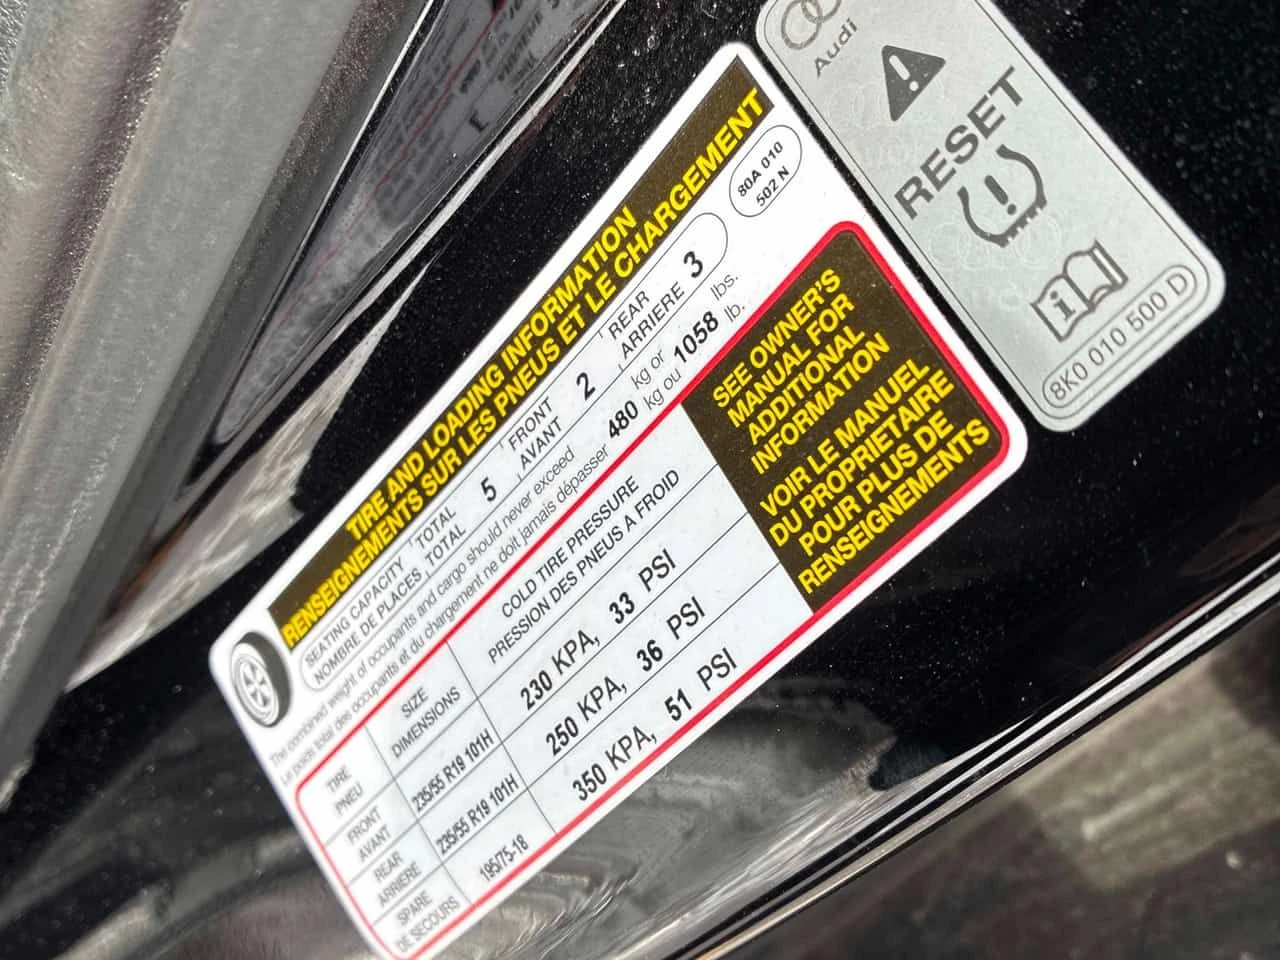 TIRE AND LOADING INFORMATION
RENSEIGNEMENTS SUR LES PNEUS ET LE CHARGEMENT
80A 010
502 N
SEATING CAPACITY TOTAL 5 FRONT 2 REAR 3
NOMBRE DE PLACES TOTAL AVANT ARRIERE
The combined weight of occupants and cargo should never exceed 480 kg or 1058 lbs.
Le poids total des occupants et du chargement ne doit jamais dépasser kg ou lb.
TIRE SIZE COLD TIRE PRESSURE
PNEU DIMENSIONS PRESSION DES PNEUS A FROID
FRONT
AVANT
235/55 R19 101H
230 KPA, 33 PSI
REAR
ARRIERE
235/55 R19 101H
250 KPA, 36 PSI
SPARE
DE SECOURS
195/75-18
350 KPA, 51 PSI
SEE OWNER'S
MANUAL FOR
ADDITIONAL
INFORMATION
VOIR LE MANUEL
DU PROPRIETAIRE
POUR PLUS DE
RENSEIGNEMENTS
Audi
RESET
8K0 010 500 D